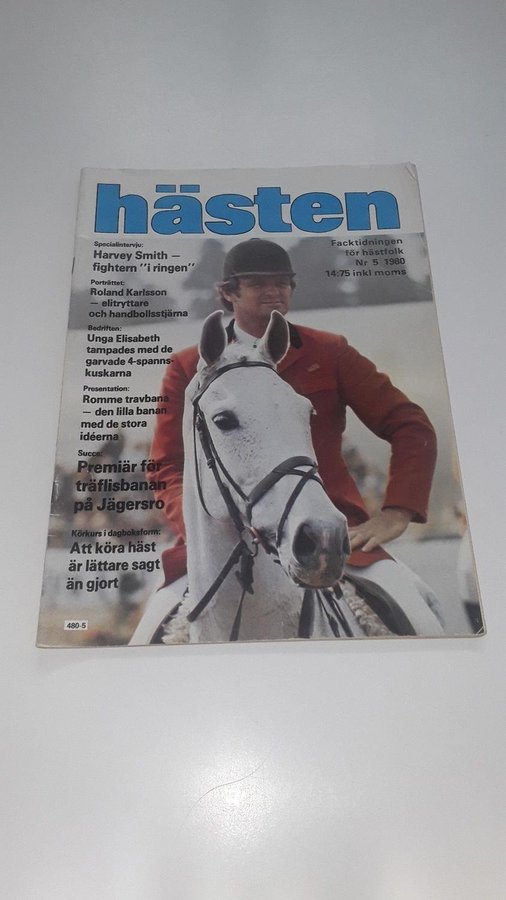 hästen
Facktidningen
för hästfolk
Nr 5 1980
14:75 inkl moms
Specialintervju:
Harvey Smith –
fightern "i ringen"
Porträttet:
Roland Karlsson
– elitryttare
och handbollsstjärna
Bedriften:
Unga Elisabeth
tampades med de
garvade 4-spanns-
kuskarna
Presentation:
Romme travbana
– den lilla banan
med de stora
idéerna
Succe:
Premiär för
träflisbanan
på Jägersro
Körkurs i dagboksform:
Att köra häst
är lättare sagt
än gjort
480-5